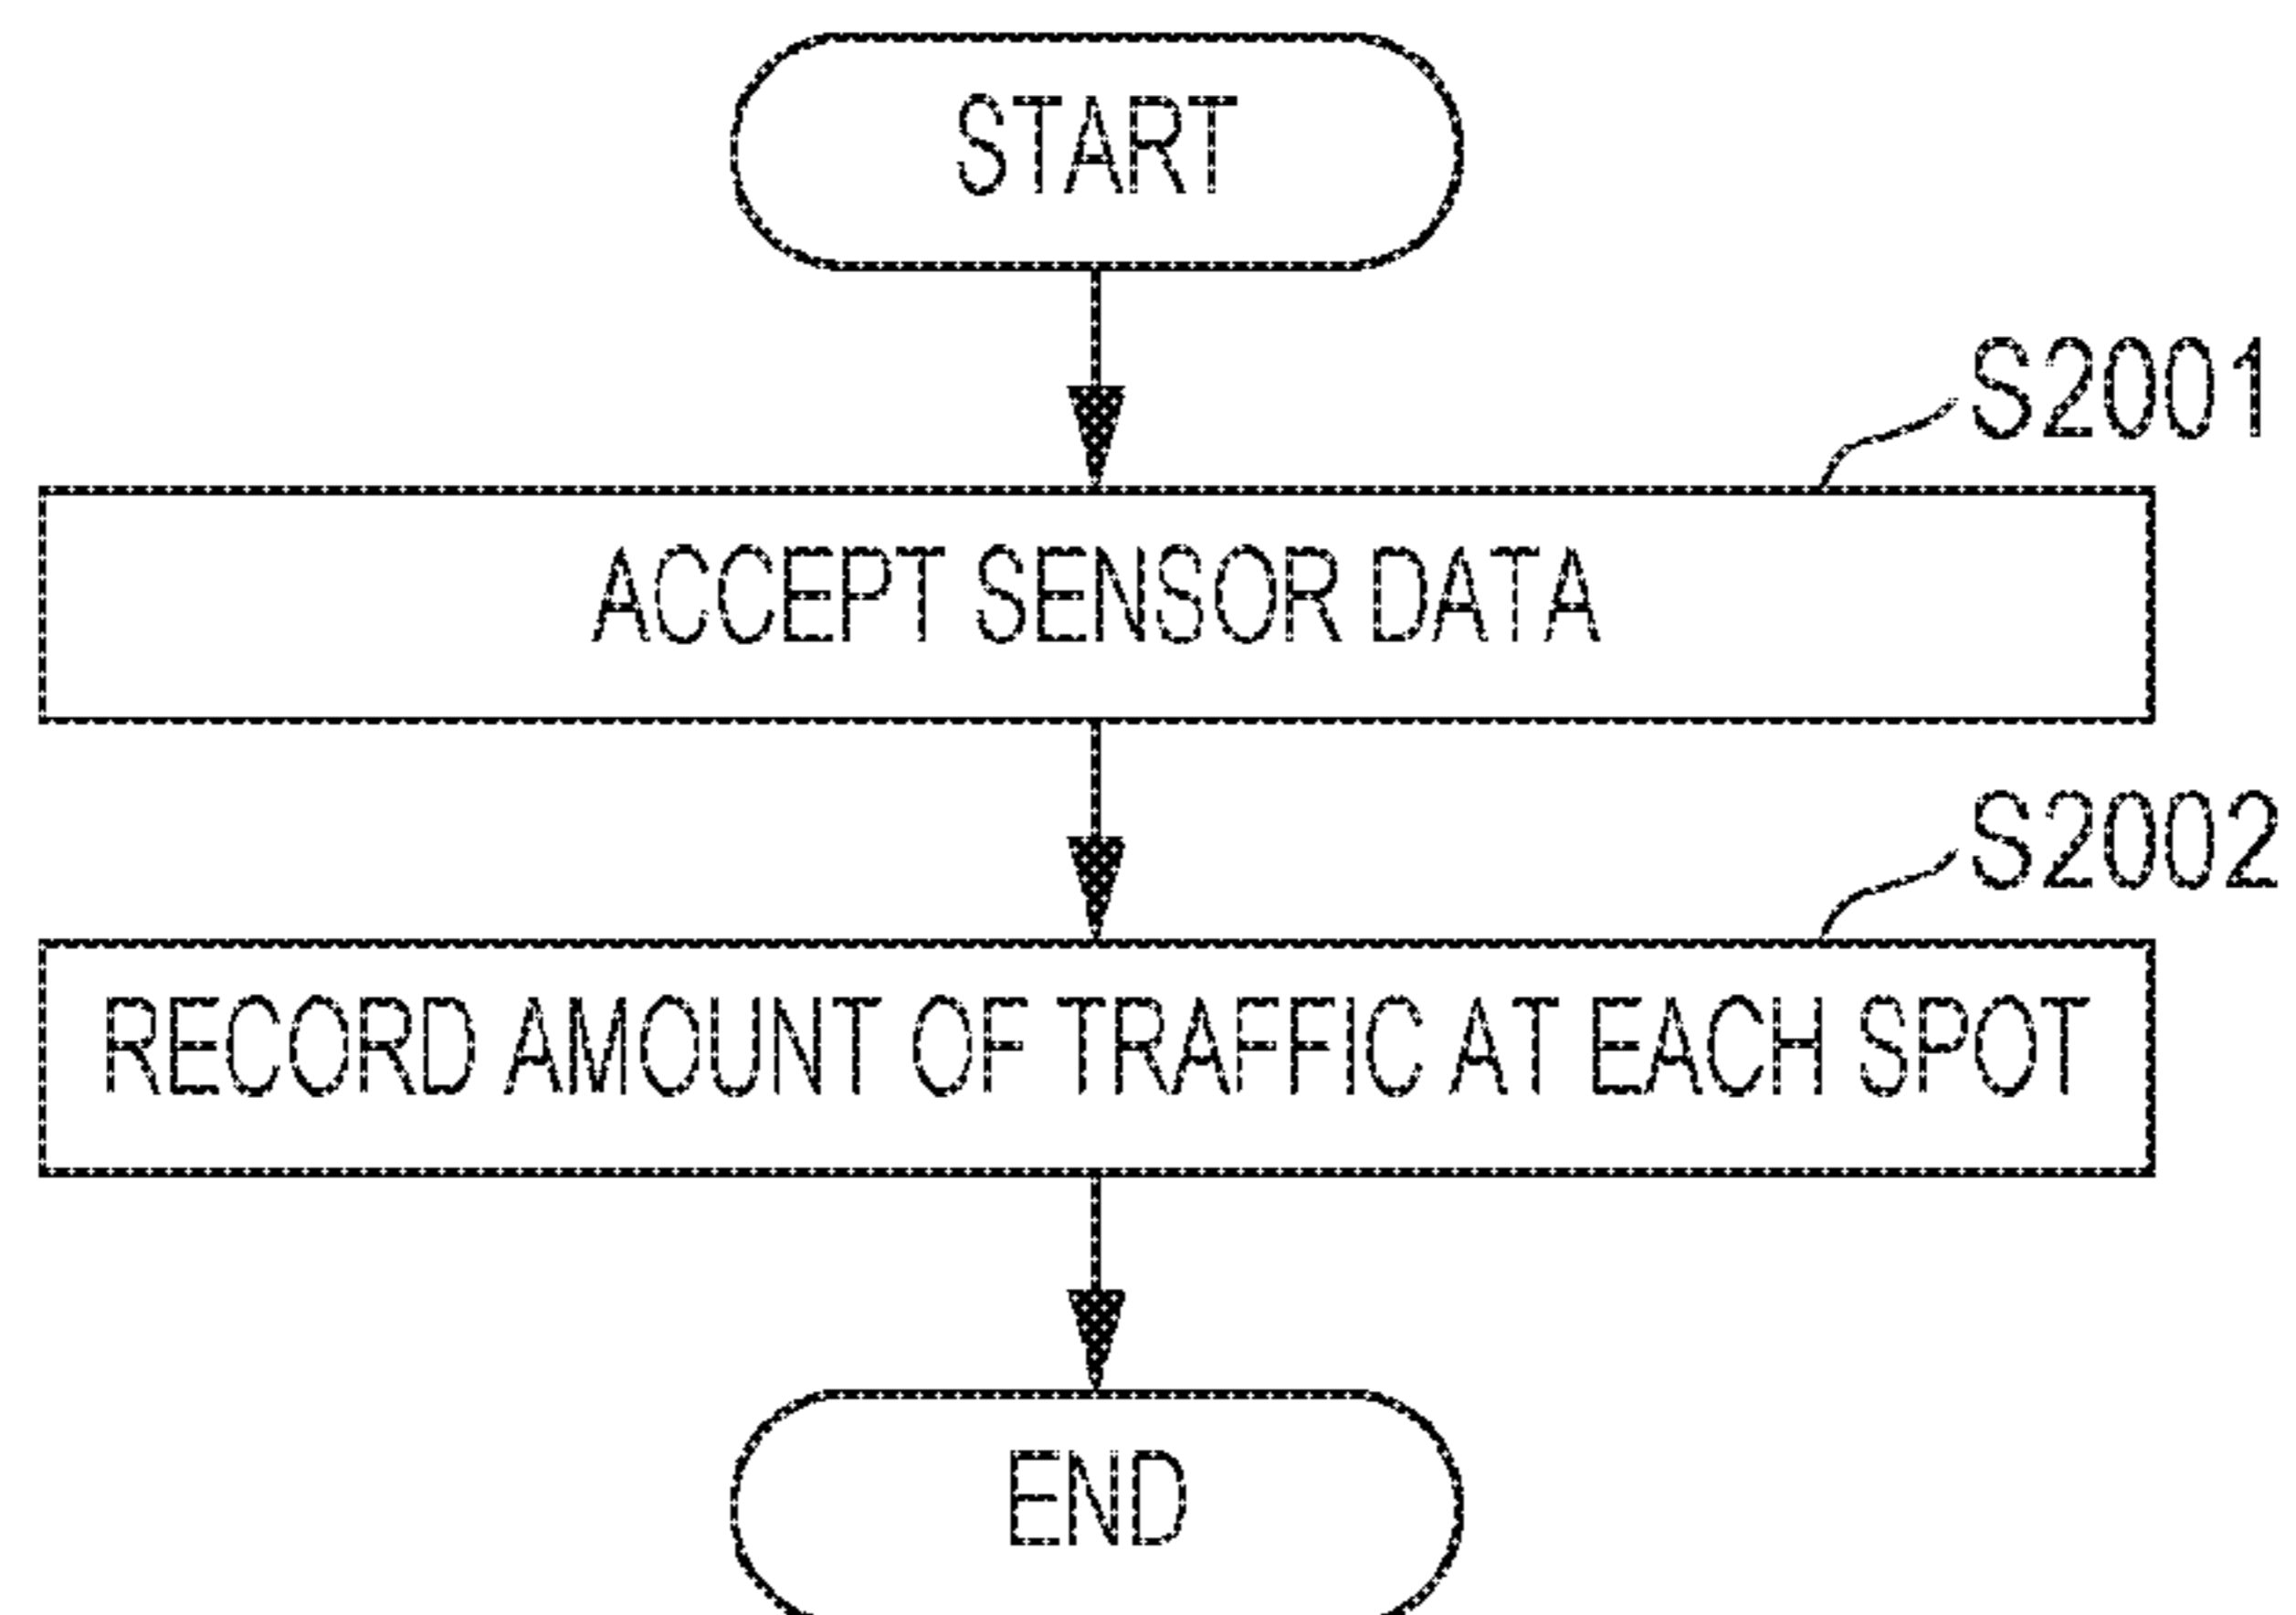 START
S2001
ACCEPT SENSOR DATA
S2002
RECORD AMOUNT OF TRAFFIC AT EACH SPOT
END